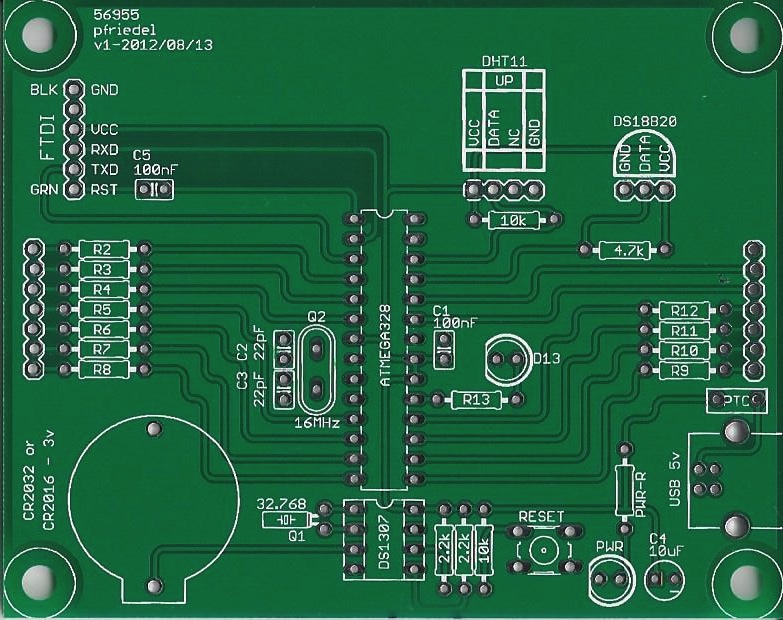 56955
pfriedel
v1-2012/08/13
DHT11
UP
VCC
DATA
NC
GND
DS18B20
GND
DATA
VCC
FTDI
BLK GND
VCC
RXD
TXD
GRN RST
C5
100nF
10k
4.7k
R2
R3
R4
R5
R6
R7
R8
Q2
C2
22pF
C3
22pF
16MHz
ATMEGA328
C1
100nF
D13
R13
R12
R11
R10
R9
PTC
USB 5v
CR2032 or
CR2016 - 3v
32.768
Q1
DS1307
2.2k
2.2k
10k
RESET
PWR-R
PWR
C4
10uF